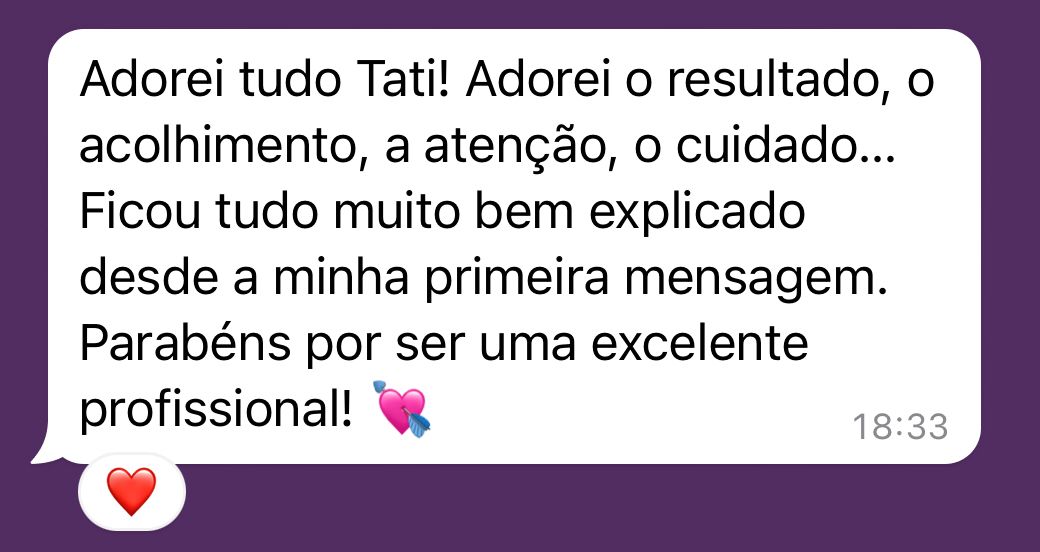 Adorei tudo Tati! Adorei o resultado, o
acolhimento, a atenção, o cuidado...
Ficou tudo muito bem explicado
desde a minha primeira mensagem.
Parabéns por ser uma excelente
profissional! 💘
18:33
❤️